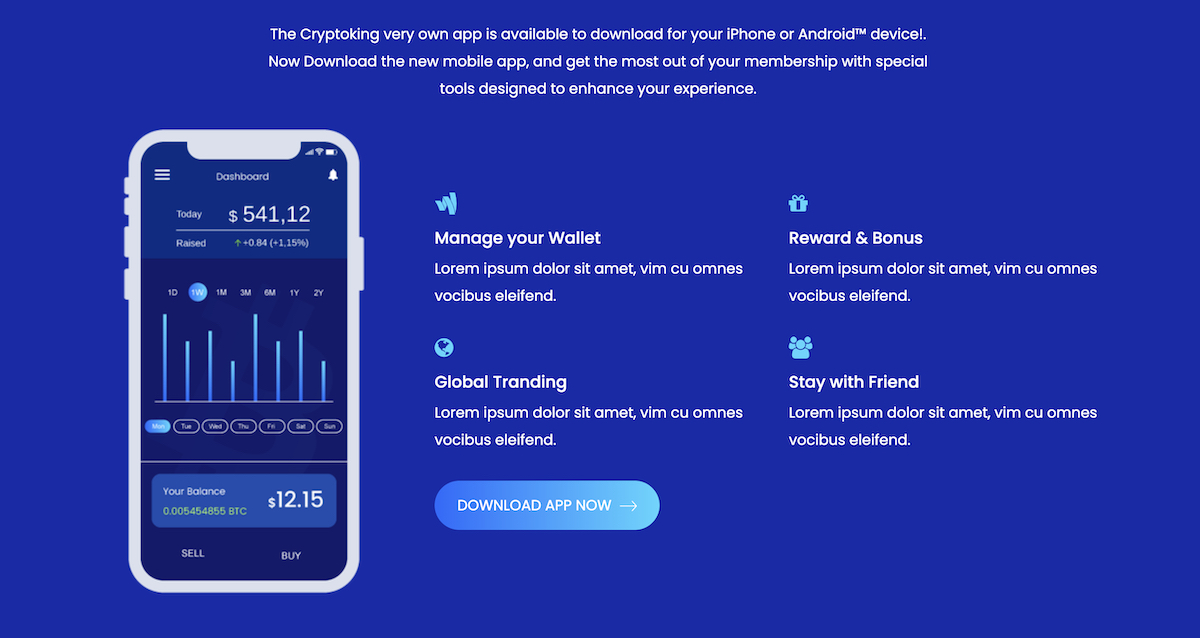 The Cryptoking very own app is available to download for your iPhone or Android™ device!.
Now Download the new mobile app, and get the most out of your membership with special
tools designed to enhance your experience.
Dashboard
Today $ 541,12
Raised ↑+0.84 (+1,15%)
1D 1W 1M 3M 6M 1Y 2Y
Mon Tue Wed Thu Fri Sat Sun
Your Balance
$12.15
0.005454855 BTC
SELL BUY
Manage your Wallet
Lorem ipsum dolor sit amet, vim cu omnes
vocibus eleifend.
Reward & Bonus
Lorem ipsum dolor sit amet, vim cu omnes
vocibus eleifend.
Global Tranding
Lorem ipsum dolor sit amet, vim cu omnes
vocibus eleifend.
Stay with Friend
Lorem ipsum dolor sit amet, vim cu omnes
vocibus eleifend.
DOWNLOAD APP NOW →